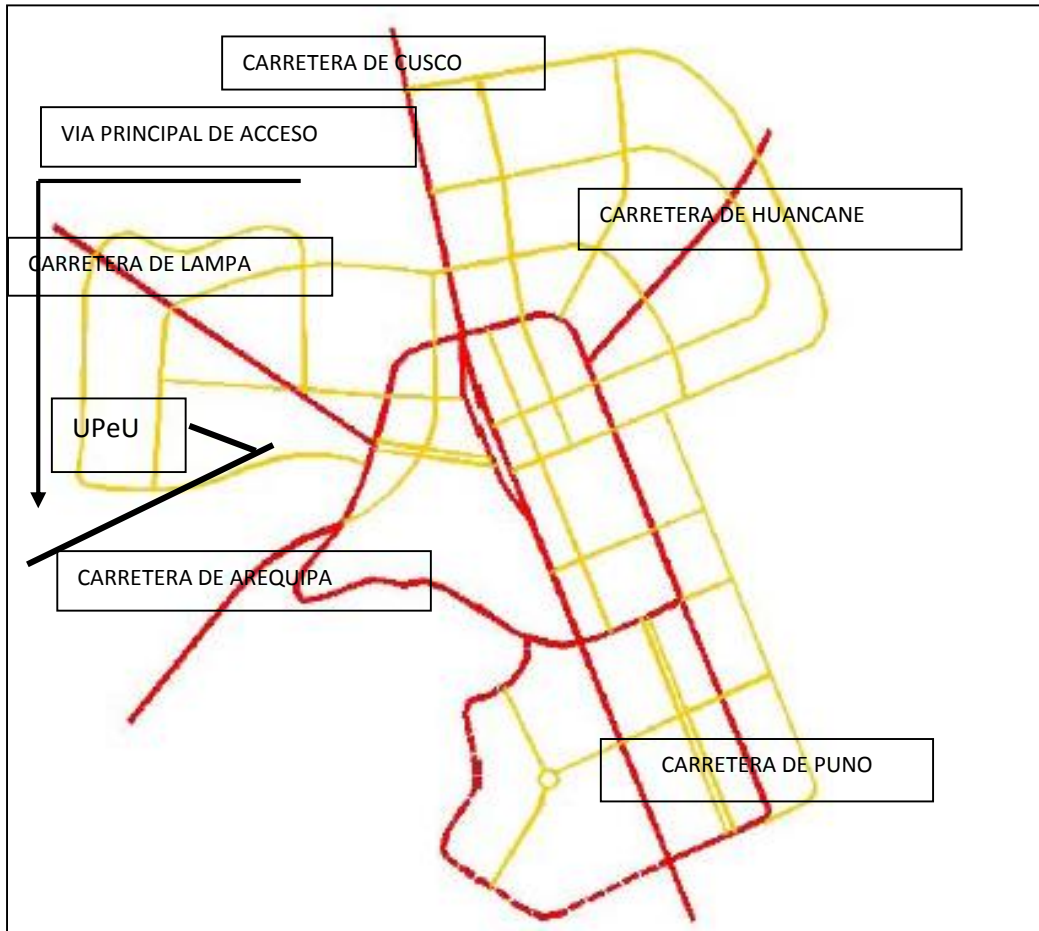 CARRETERA DE CUSCO
VIA PRINCIPAL DE ACCESO
CARRETERA DE HUANCANE
CARRETERA DE LAMPA
UPeU
CARRETERA DE AREQUIPA
CARRETERA DE PUNO